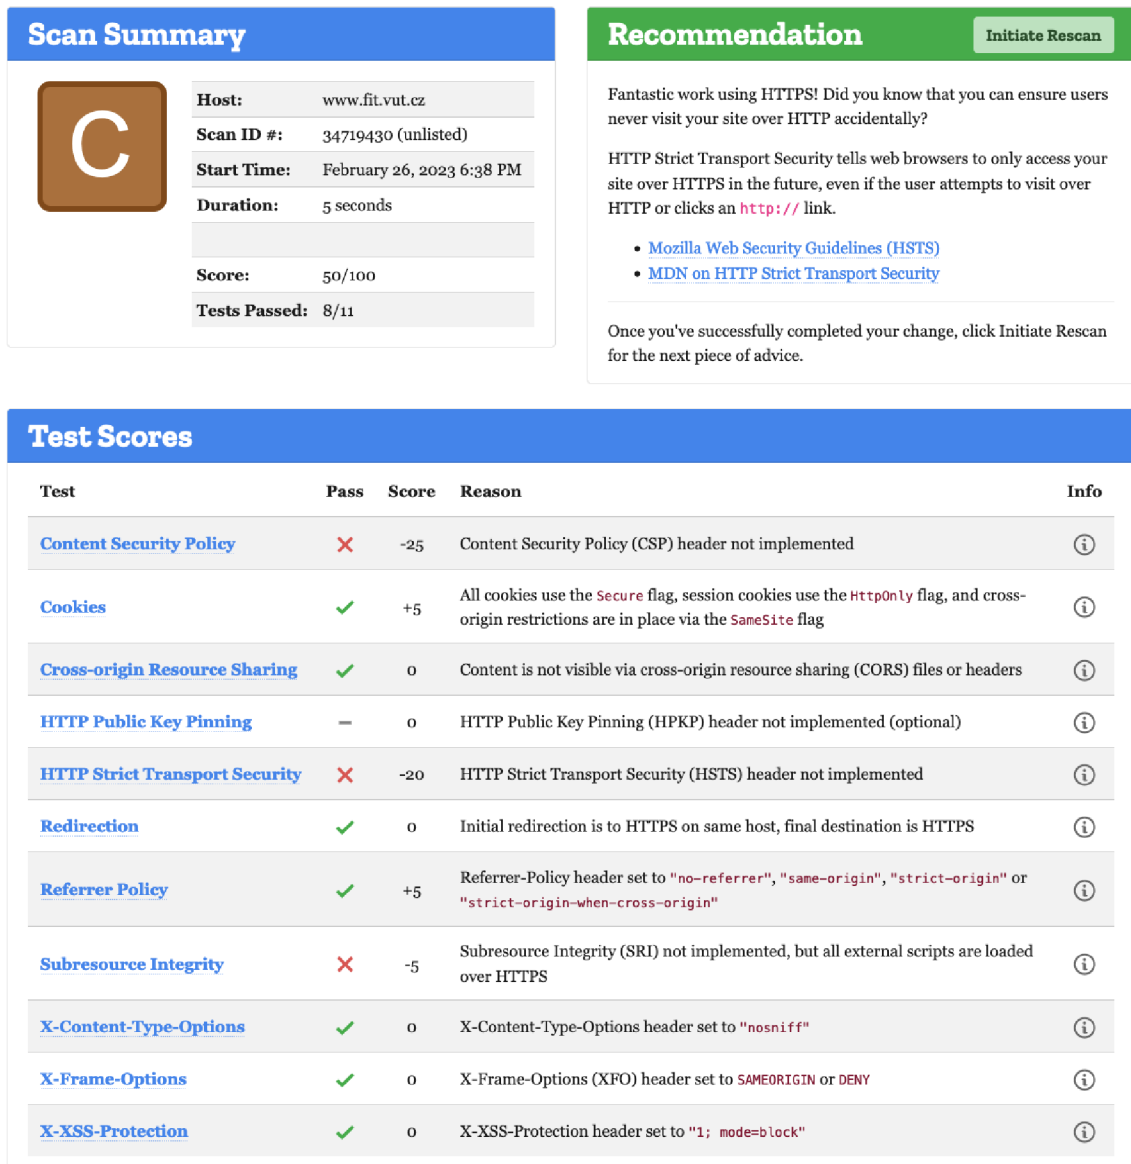 Scan Summary
C
Host: www.fit.vut.cz
Scan ID #: 34719430 (unlisted)
Start Time: February 26, 2023 6:38 PM
Duration: 5 seconds
Score: 50/100
Tests Passed: 8/11
Recommendation
Initiate Rescan
Fantastic work using HTTPS! Did you know that you can ensure users
never visit your site over HTTP accidentally?
HTTP Strict Transport Security tells web browsers to only access your
site over HTTPS in the future, even if the user attempts to visit over
HTTP or clicks an http:// link.
• Mozilla Web Security Guidelines (HSTS)
• MDN on HTTP Strict Transport Security
Once you've successfully completed your change, click Initiate Rescan
for the next piece of advice.
Test Scores
Test Pass Score Reason Info
Content Security Policy ✗ -25 Content Security Policy (CSP) header not implemented
Cookies ✓ +5 All cookies use the Secure flag, session cookies use the HttpOnly flag, and cross-
origin restrictions are in place via the SameSite flag
Cross-origin Resource Sharing ✓ 0 Content is not visible via cross-origin resource sharing (CORS) files or headers
HTTP Public Key Pinning – 0 HTTP Public Key Pinning (HPKP) header not implemented (optional)
HTTP Strict Transport Security ✗ -20 HTTP Strict Transport Security (HSTS) header not implemented
Redirection ✓ 0 Initial redirection is to HTTPS on same host, final destination is HTTPS
Referrer Policy ✓ +5 Referrer-Policy header set to "no-referrer", "same-origin", "strict-origin" or
"strict-origin-when-cross-origin"
Subresource Integrity ✗ -5 Subresource Integrity (SRI) not implemented, but all external scripts are loaded
over HTTPS
X-Content-Type-Options ✓ 0 X-Content-Type-Options header set to "nosniff"
X-Frame-Options ✓ 0 X-Frame-Options (XFO) header set to SAMEORIGIN or DENY
X-XSS-Protection ✓ 0 X-XSS-Protection header set to "1; mode=block"